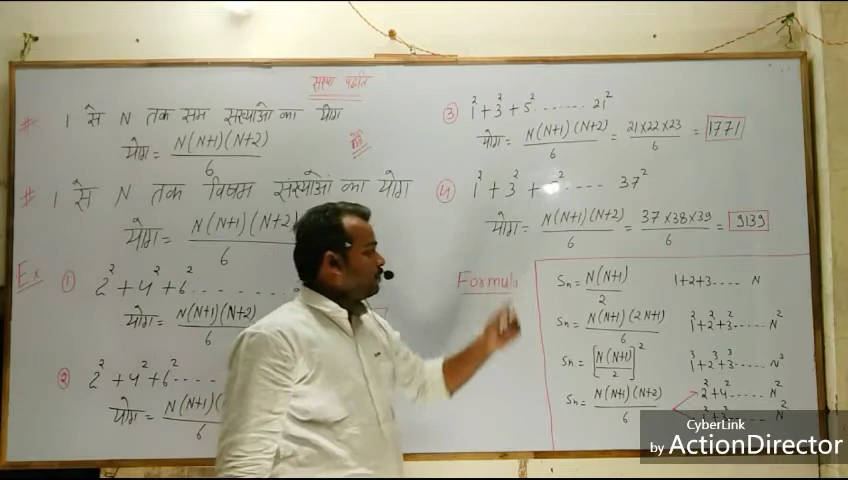 संख्या पद्धति
# 1 से N तक सम संख्याओ का योग
योग = N(N+1)(N+2) / 6
# 1 से N तक विषम संख्याओं का योग
योग = N(N+1)(N+2) / 6
Ex ① 2² + 4² + 6² . . . . . .
योग = N(N+1)(N+2) / 6
② 2² + 4² + 6² . . . .
योग = N(N+1)( / 6
③ 1² + 3² + 5² . . . . . . 21²
योग = N(N+1)(N+2) / 6 = 21×22×23 / 6 = 1771
④ 1² + 3² + 5² . . . . 37²
योग = N(N+1)(N+2) / 6 = 37×38×39 / 6 = 9139
Formula
Sn = N(N+1) / 2 1+2+3 . . . . N
Sn = N(N+1)(2N+1) / 6 1²+2²+3² . . . . . N²
Sn = [N(N+1) / 2]² 1³+2³+3³ . . . . N³
Sn = N(N+1)(N+2) / 6 2²+4² . . . . . N²
1²+3² . . . . . N²
CyberLink
by ActionDirector